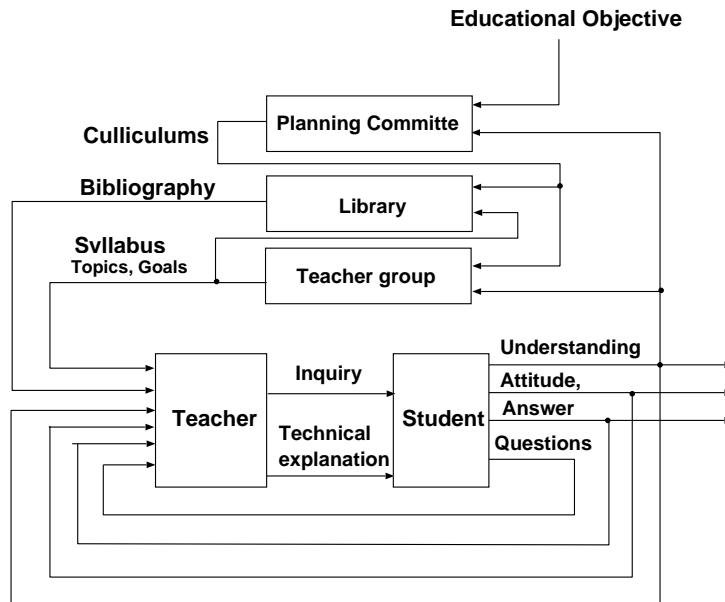 Educational Objective
Planning Committe
Culliculums
Bibliography
Library
Svllabus
Topics, Goals
Teacher group
Understanding
Inquiry
Attitude,
Teacher
Student
Answer
Technical
explanation
Questions